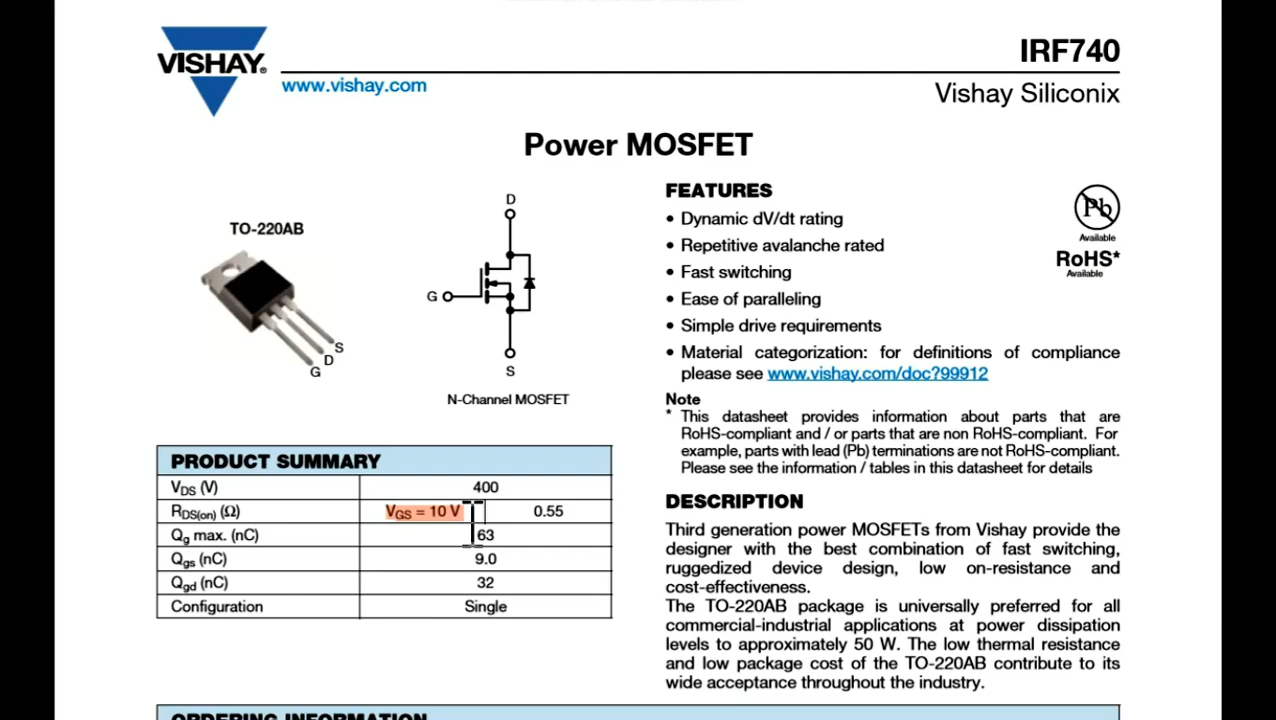 VISHAY®
www.vishay.com
IRF740
Vishay Siliconix
Power MOSFET
TO-220AB
G
D
S
D
G
S
N-Channel MOSFET
PRODUCT SUMMARY
VDS (V) 400
RDS(on) (Ω) VGS = 10 V 0.55
Qg max. (nC) 63
Qgs (nC) 9.0
Qgd (nC) 32
Configuration Single
FEATURES
• Dynamic dV/dt rating
• Repetitive avalanche rated
• Fast switching
• Ease of paralleling
• Simple drive requirements
• Material categorization: for definitions of compliance
please see www.vishay.com/doc?99912
Pb
Available
RoHS*
Available
Note
* This datasheet provides information about parts that are
RoHS-compliant and / or parts that are non RoHS-compliant. For
example, parts with lead (Pb) terminations are not RoHS-compliant.
Please see the information / tables in this datasheet for details
DESCRIPTION
Third generation power MOSFETs from Vishay provide the
designer with the best combination of fast switching,
ruggedized device design, low on-resistance and
cost-effectiveness.
The TO-220AB package is universally preferred for all
commercial-industrial applications at power dissipation
levels to approximately 50 W. The low thermal resistance
and low package cost of the TO-220AB contribute to its
wide acceptance throughout the industry.
ORDERING INFORMATION